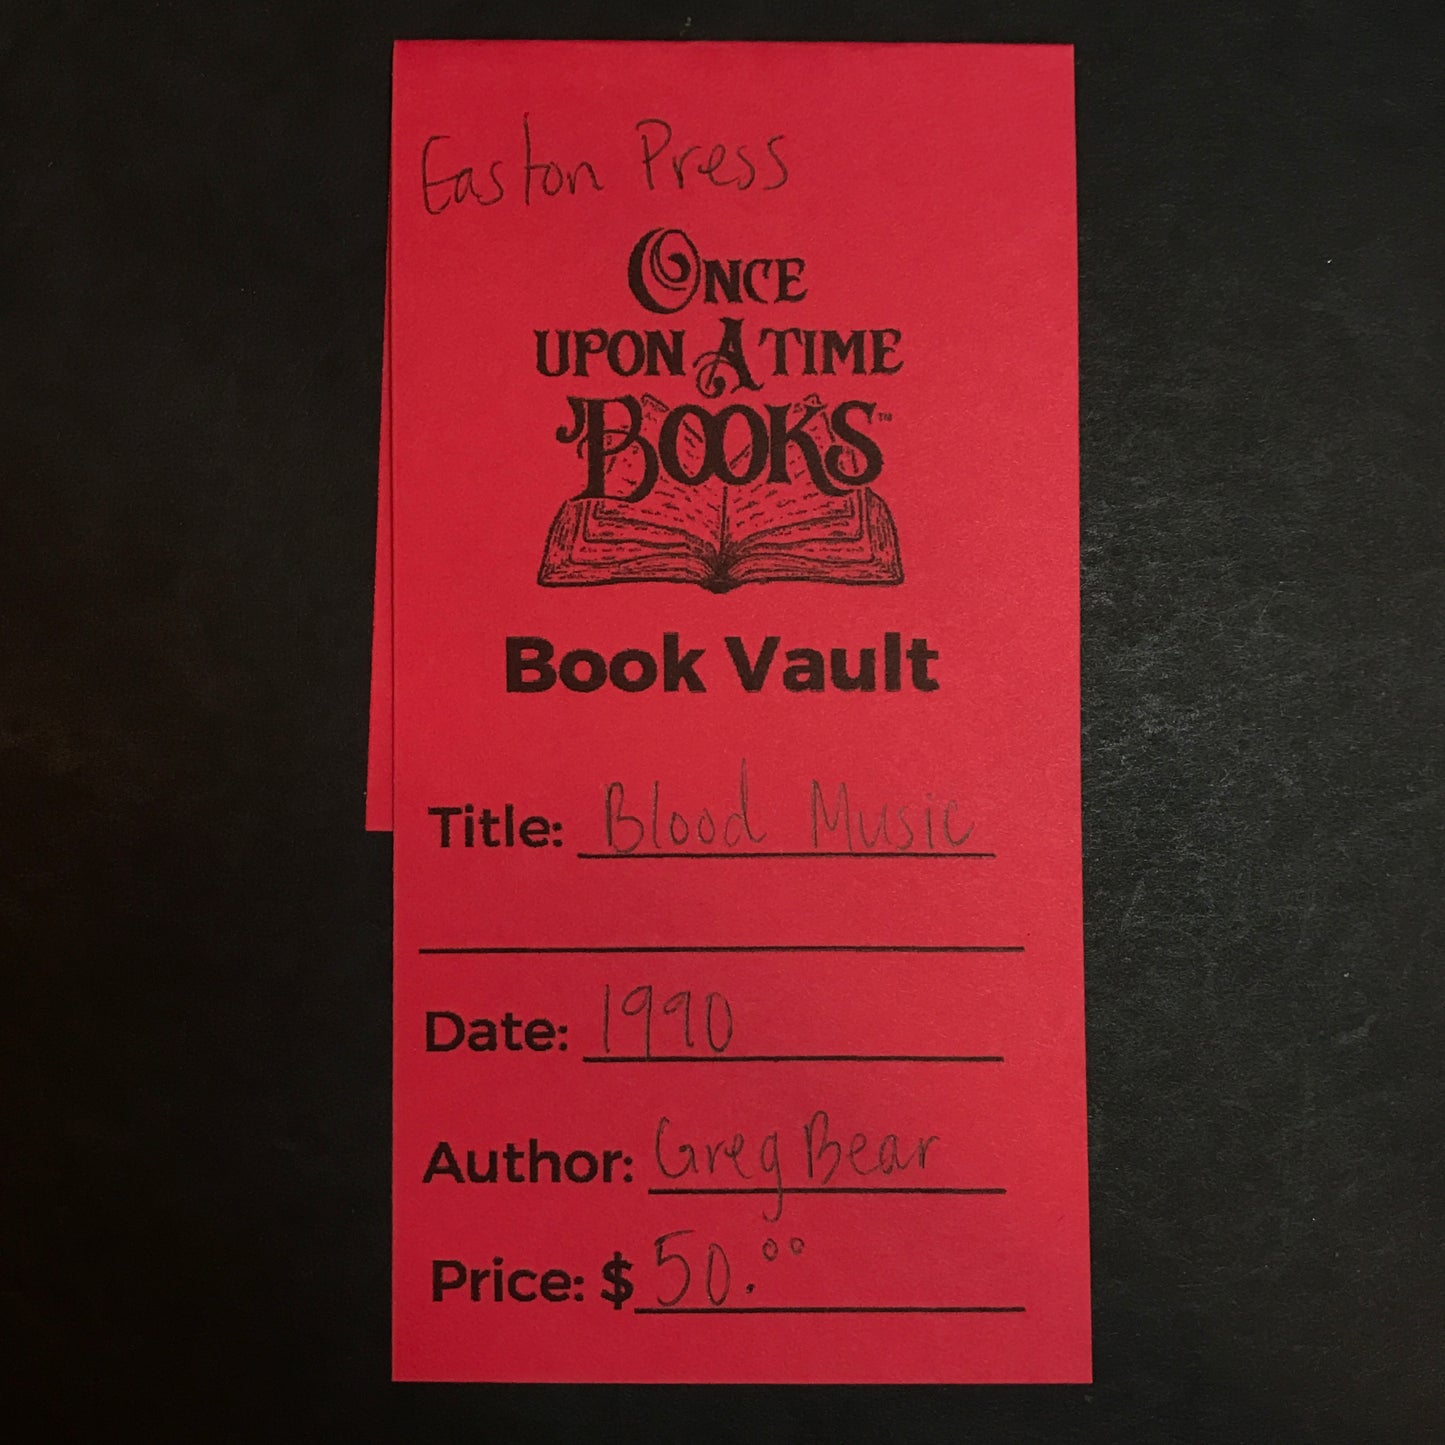 Easton Press
ONCE
UPON A TIME
BOOKS™
Book Vault
Title: Blood Music
Date: 1990
Author: Greg Bear
Price: $50.00